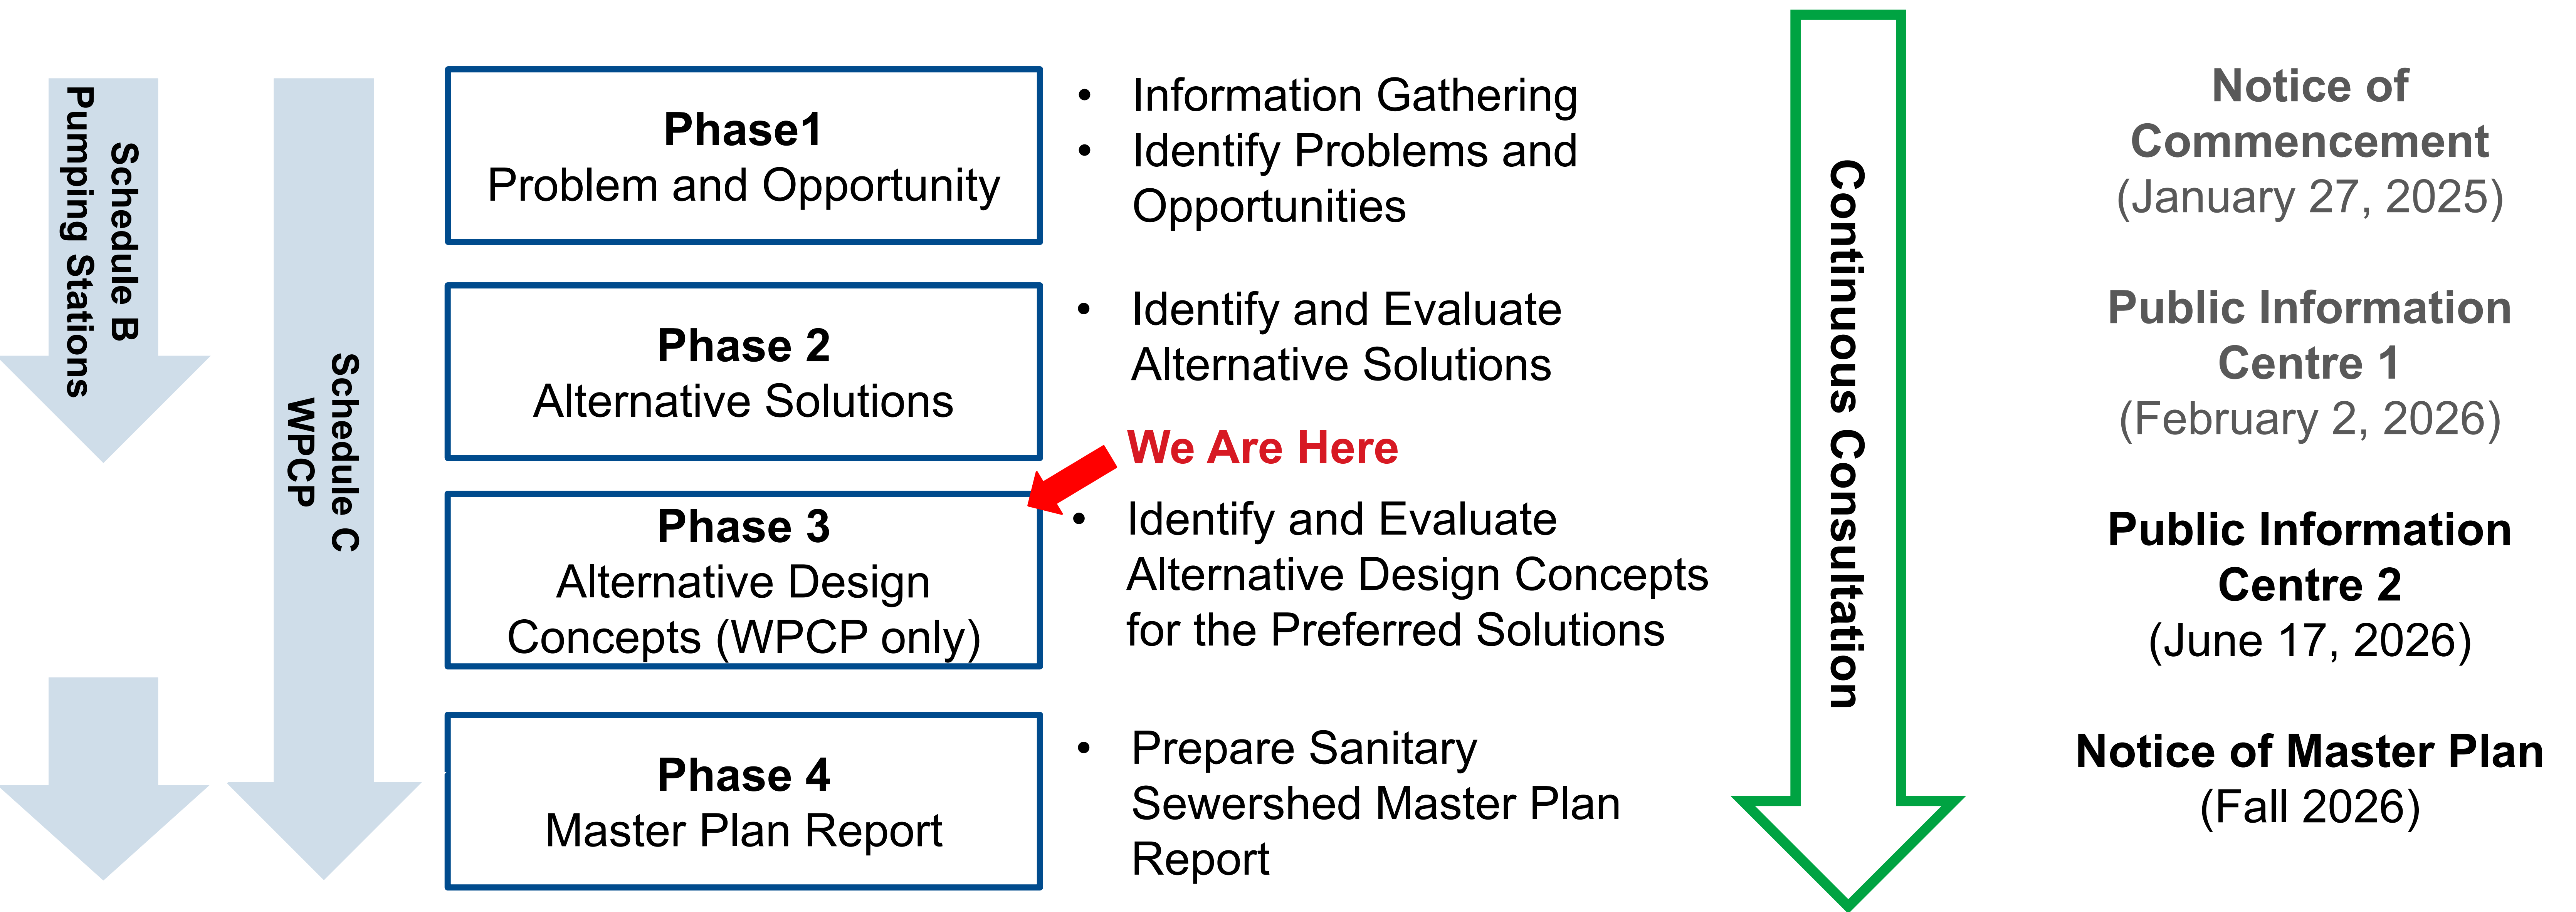 Schedule B
Pumping Stations
Schedule C
WPCP
Phase1
Problem and Opportunity
• Information Gathering
• Identify Problems and
Opportunities
Phase 2
Alternative Solutions
• Identify and Evaluate
Alternative Solutions
We Are Here
Phase 3
Alternative Design
Concepts (WPCP only)
• Identify and Evaluate
Alternative Design Concepts
for the Preferred Solutions
Phase 4
Master Plan Report
• Prepare Sanitary
Sewershed Master Plan
Report
Continuous Consultation
Notice of
Commencement
(January 27, 2025)
Public Information
Centre 1
(February 2, 2026)
Public Information
Centre 2
(June 17, 2026)
Notice of Master Plan
(Fall 2026)